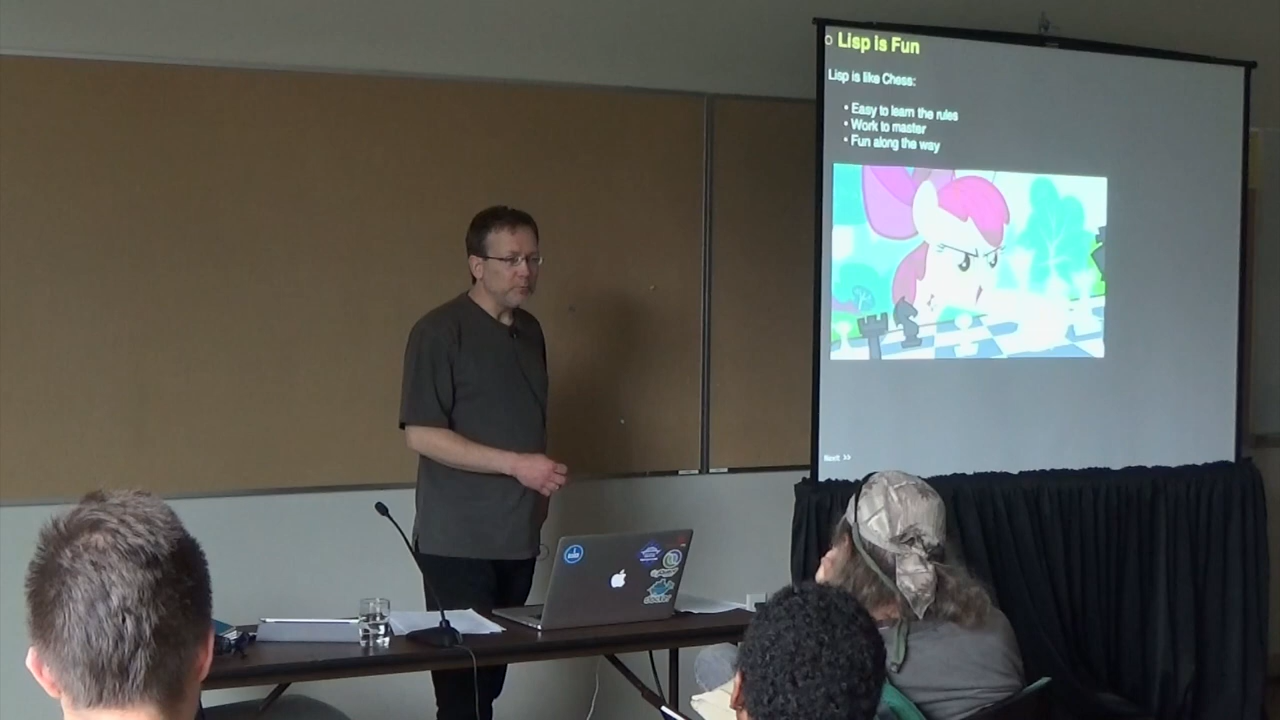 Lisp is Fun
Lisp is like Chess:
• Easy to learn the rules
• Work to master
• Fun along the way
Next >>